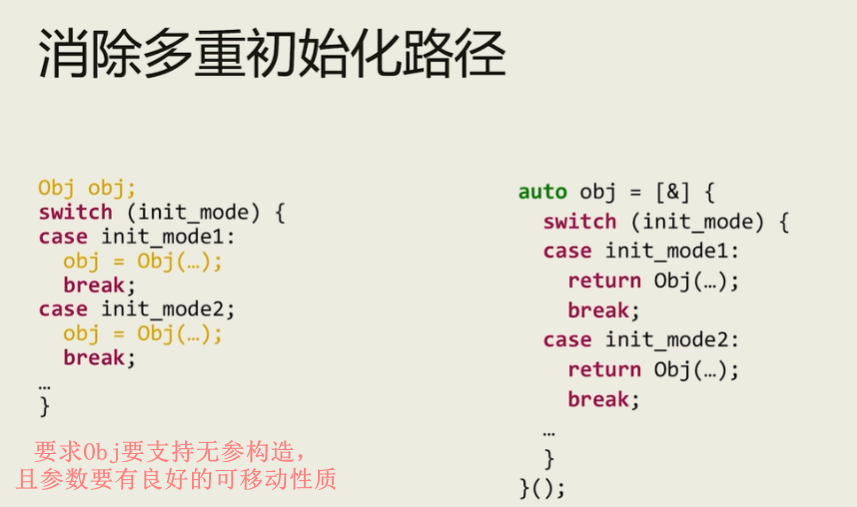 消除多重初始化路径
Obj obj;
switch (init_mode) {
case init_mode1:
  obj = Obj(…);
  break;
case init_mode2;
  obj = Obj(…);
  break;
…
}
要求Obj要支持无参构造，
且参数要有良好的可移动性质
auto obj = [&] {
  switch (init_mode) {
  case init_mode1:
    return Obj(…);
    break;
  case init_mode2:
    return Obj(…);
    break;
  …
  }
}();